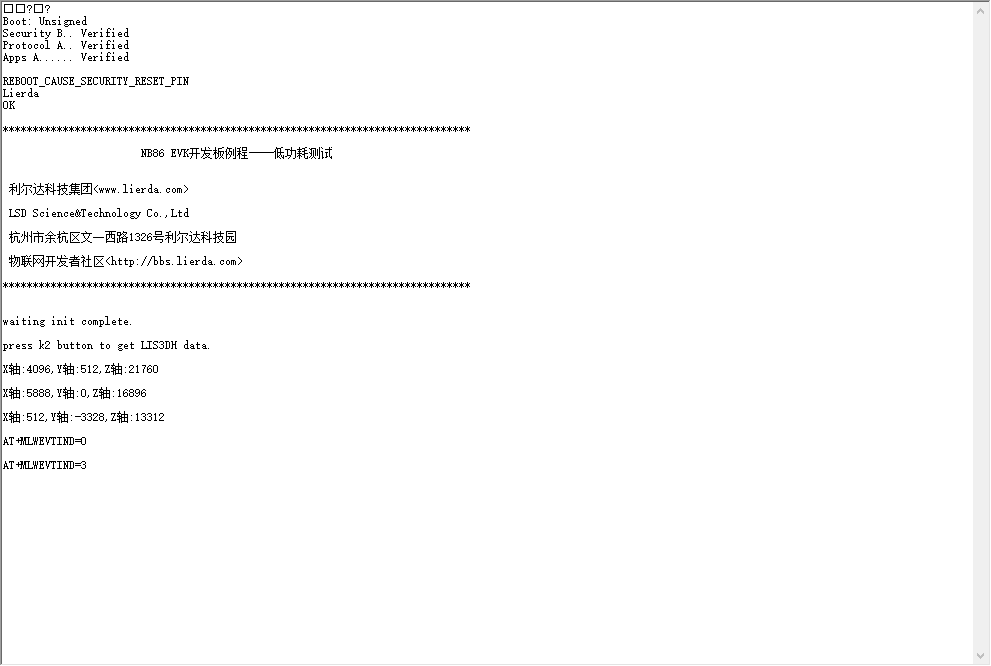 □□?□?
Boot: Unsigned
Security B.. Verified
Protocol A.. Verified
Apps A...... Verified
REBOOT_CAUSE_SECURITY_RESET_PIN
Lierda
OK
******************************************************************************
NB86 EVK开发板例程——低功耗测试
利尔达科技集团<www.lierda.com>
LSD Science&Technology Co.,Ltd
杭州市余杭区文一西路1326号利尔达科技园
物联网开发者社区<http://bbs.lierda.com>
******************************************************************************
waiting init complete.
press k2 button to get LIS3DH data.
X轴:4096,Y轴:512,Z轴:21760
X轴:5888,Y轴:0,Z轴:16896
X轴:512,Y轴:-3328,Z轴:13312
AT+MLWEVTIND=0
AT+MLWEVTIND=3